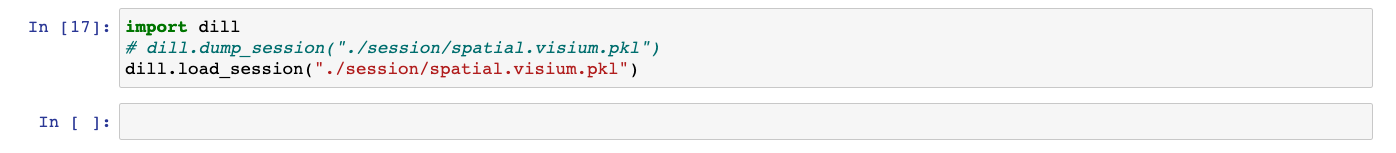 In [17]: import dill
# dill.dump_session("./session/spatial.visium.pkl")
dill.load_session("./session/spatial.visium.pkl")
In [ ]: